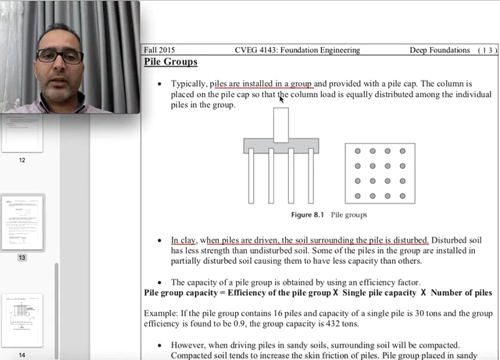 Fall 2015 CVEG 4143: Foundation Engineering Deep Foundations ( 1 3 )
Pile Groups
• Typically, piles are installed in a group and provided with a pile cap. The column is
placed on the pile cap so that the column load is equally distributed among the individual
piles in the group.
Figure 8.1 Pile groups
• In clay, when piles are driven, the soil surrounding the pile is disturbed. Disturbed soil
has less strength than undisturbed soil. Some of the piles in the group are installed in
partially disturbed soil causing them to have less capacity than others.
• The capacity of a pile group is obtained by using an efficiency factor.
Pile group capacity = Efficiency of the pile group X Single pile capacity X Number of piles
Example: If the pile group contains 16 piles and capacity of a single pile is 30 tons and the group
efficiency is found to be 0.9, the group capacity is 432 tons.
• However, when driving piles in sandy soils, surrounding soil will be compacted.
Compacted soil tends to increase the skin friction of piles. Pile group placed in sandy
12
13
14